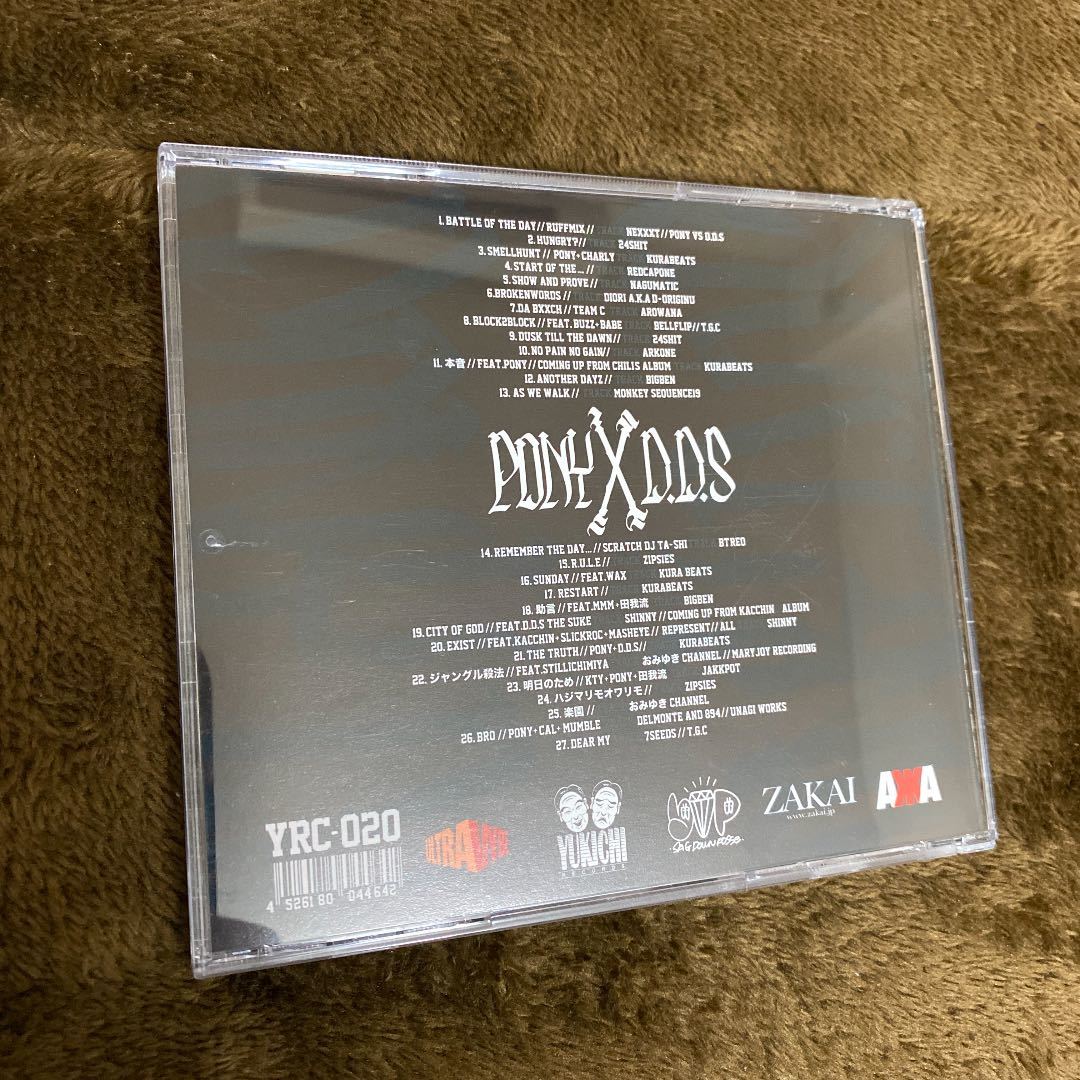 1. BATTLE OF THE DAY // RUFFMIX // TRACK NEXXXT // PONY VS D.D.S
2. HUNGRY? // TRACK 24SHIT
3. SMELLHUNT // PONY+CHARLY TRACK KURABEATS
4. START OF THE... // TRACK REDCAPONE
5. SHOW AND PROVE // TRACK NAGUMATIC
6.BROKENWORDS // TRACK DIORI A.K.A D-ORIGINU
7.DA BXXCH // TEAM C TRACK AROWANA
8. BLOCK2BLOCK // FEAT.BUZZ+BABE TRACK BELLFLIP // T.G.C
9. DUSK TILL THE DAWN // TRACK 24SHIT
10. NO PAIN NO GAIN // TRACK ARKONE
11. 本音 // FEAT.PONY // COMING UP FROM CHILIS ALBUM TRACK KURABEATS
12. ANOTHER DAYZ // TRACK BIGBEN
13. AS WE WALK // TRACK MONKEY SEQUENCE19
PONY X D.D.S
14. REMEMBER THE DAY... // SCRATCH DJ TA-SHI TRACK BTREO
15. R.U.L.E // TRACK ZIPSIES
16. SUNDAY // FEAT.WAX TRACK KURA BEATS
17. RESTART // TRACK KURABEATS
18. 助言 // FEAT.MMM + 田我流 BIGBEN
19. CITY OF GOD // FEAT.D.D.S THE SUKE SHINNY // COMING UP FROM KACCHIN ALBUM
20. EXIST // FEAT.KACCHIN + SLICKROC+MASHEYE // REPRESENT // ALL SHINNY
21. THE TRUTH // PONY+D.D.S // KURABEATS
22. ジャングル殺法 // FEAT.STILLICHIMIYA おみゆき CHANNEL // MARYJOY RECORDING
23. 明日のため // KTY+PONY+田我流 JAKKPOT
24. ハジマリモオワリモ // ZIPSIES
25. 楽園 // おみゆき CHANNEL
26. BRO // PONY+CAL+MUMBLE DELMONTE AND 894 // UNAGI WORKS
27. DEAR MY 7SEEDS // T.G.C
YRC-020
4 526180 044642
YUKICHI
RECORDS
SAG DOWN POSSE
ZAKAI
www.zakai.jp